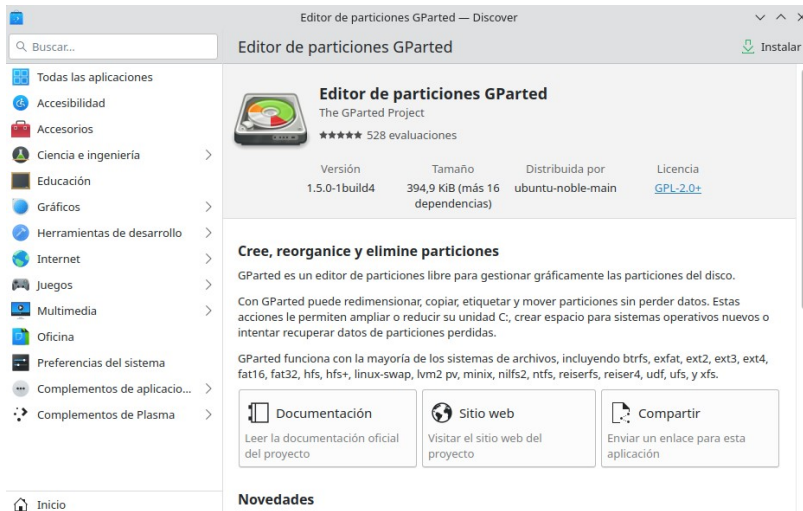 Editor de particiones GParted — Discover
Buscar...
Editor de particiones GParted
Instalar
Todas las aplicaciones
Accesibilidad
Accesorios
Ciencia e ingeniería
Educación
Gráficos
Herramientas de desarrollo
Internet
Juegos
Multimedia
Oficina
Preferencias del sistema
Complementos de aplicacio...
Complementos de Plasma
Inicio
Editor de particiones GParted
The GParted Project
★★★★★ 528 evaluaciones
Versión Tamaño Distribuida por Licencia
1.5.0-1build4 394,9 KiB (más 16 ubuntu-noble-main GPL-2.0+
dependencias)
Cree, reorganice y elimine particiones
GParted es un editor de particiones libre para gestionar gráficamente las particiones del disco.
Con GParted puede redimensionar, copiar, etiquetar y mover particiones sin perder datos. Estas
acciones le permiten ampliar o reducir su unidad C:, crear espacio para sistemas operativos nuevos o
intentar recuperar datos de particiones perdidas.
GParted funciona con la mayoría de los sistemas de archivos, incluyendo btrfs, exfat, ext2, ext3, ext4,
fat16, fat32, hfs, hfs+, linux-swap, lvm2 pv, minix, nilfs2, ntfs, reiserfs, reiser4, udf, ufs, y xfs.
Documentación
Leer la documentación oficial
del proyecto
Sitio web
Visitar el sitio web del
proyecto
Compartir
Enviar un enlace para esta
aplicación
Novedades